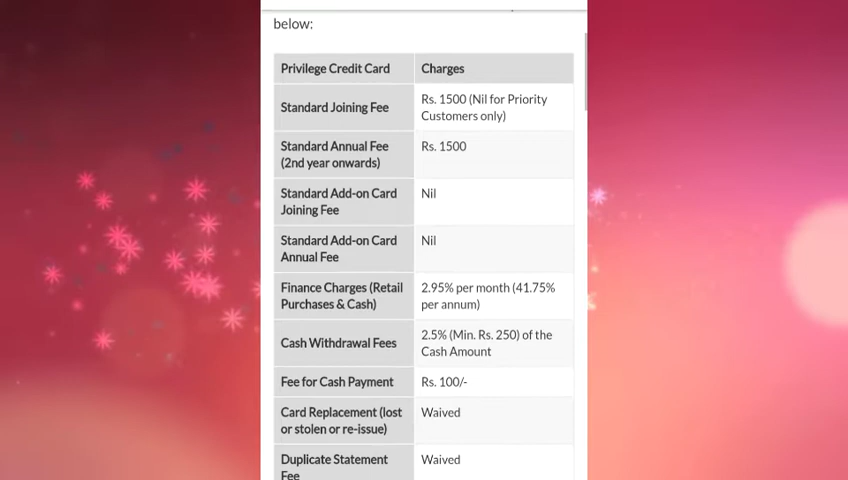 below:
Privilege Credit Card Charges
Standard Joining Fee Rs. 1500 (Nil for Priority
Customers only)
Standard Annual Fee Rs. 1500
(2nd year onwards)
Standard Add-on Card Nil
Joining Fee
Standard Add-on Card Nil
Annual Fee
Finance Charges (Retail 2.95% per month (41.75%
Purchases & Cash) per annum)
Cash Withdrawal Fees 2.5% (Min. Rs. 250) of the
Cash Amount
Fee for Cash Payment Rs. 100/-
Card Replacement (lost Waived
or stolen or re-issue)
Duplicate Statement Waived
Fee